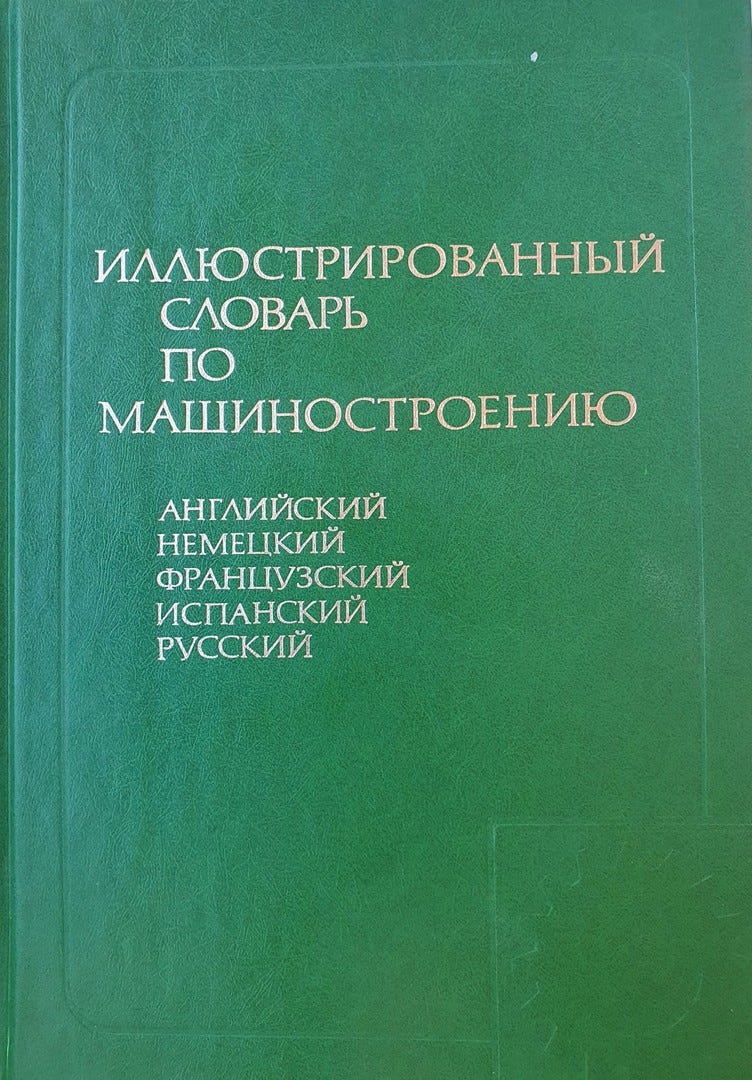 ИЛЛЮСТРИРОВАННЫЙ
СЛОВАРЬ
ПО
МАШИНОСТРОЕНИЮ
АНГЛИЙСКИЙ
НЕМЕЦКИЙ
ФРАНЦУЗСКИЙ
ИСПАНСКИЙ
РУССКИЙ